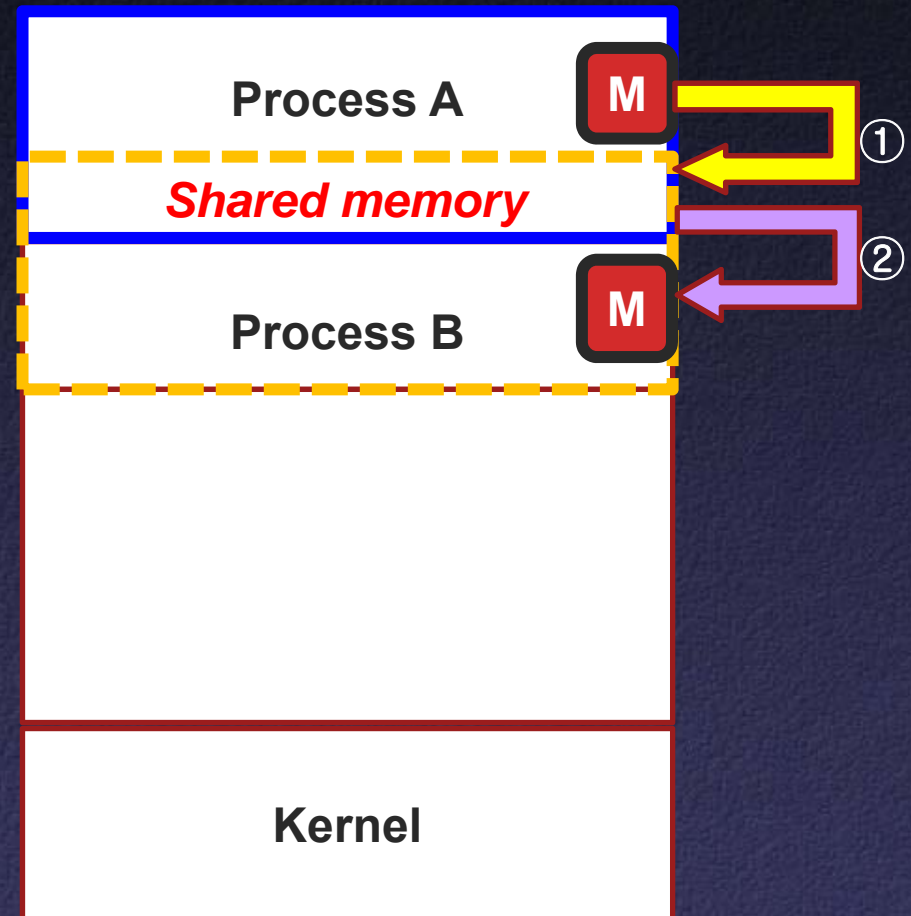 Process A
M
①
Shared memory
②
M
Process B
Kernel